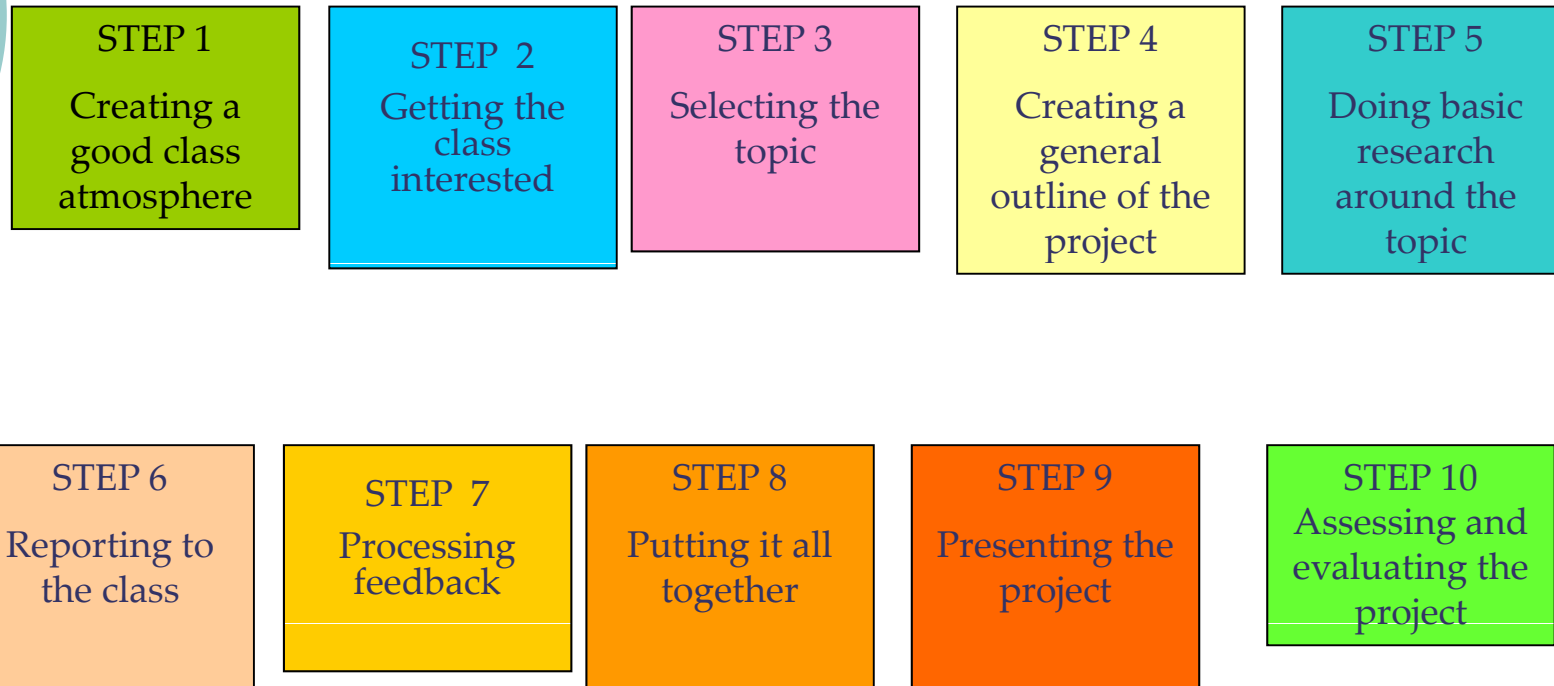 STEP 1
Creating a
good class
atmosphere
STEP 2
Getting the
class
interested
STEP 3
Selecting the
topic
STEP 4
Creating a
general
outline of the
project
STEP 5
Doing basic
research
around the
topic
STEP 6
Reporting to
the class
STEP 7
Processing
feedback
STEP 8
Putting it all
together
STEP 9
Presenting the
project
STEP 10
Assessing and
evaluating the
project